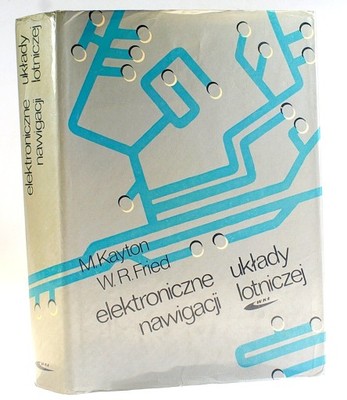 elektroniczne układy
nawigacji lotniczej
M.Kayton
W.R.Fried
elektroniczne układy
nawigacji lotniczej